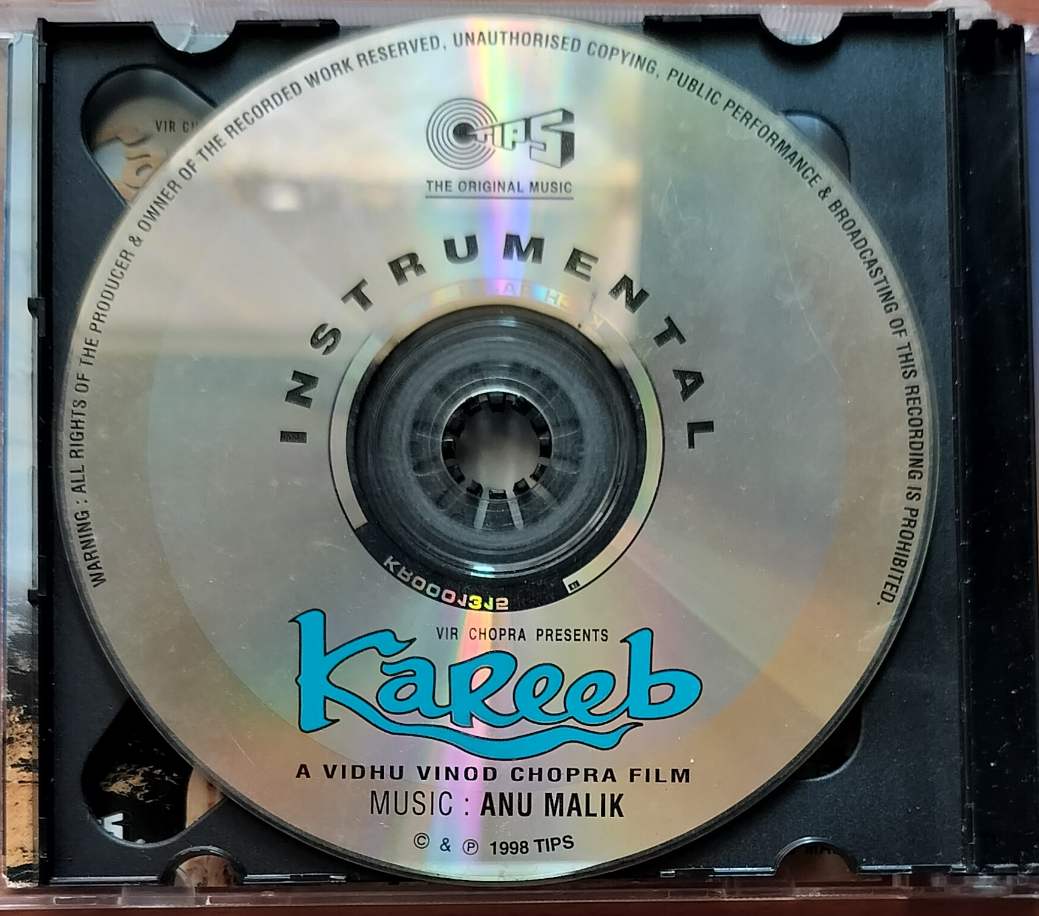 WARNING : ALL RIGHTS OF THE PRODUCER & OWNER OF THE RECORDED WORK RESERVED, UNAUTHORISED COPYING, PUBLIC PERFORMANCE & BROADCASTING OF THIS RECORDING IS PROHIBITED.
TIPS
THE ORIGINAL MUSIC
INSTRUMENTAL
VIR CHOPRA PRESENTS
KaReeb
A VIDHU VINOD CHOPRA FILM
MUSIC : ANU MALIK
© & ℗ 1998 TIPS
VIR